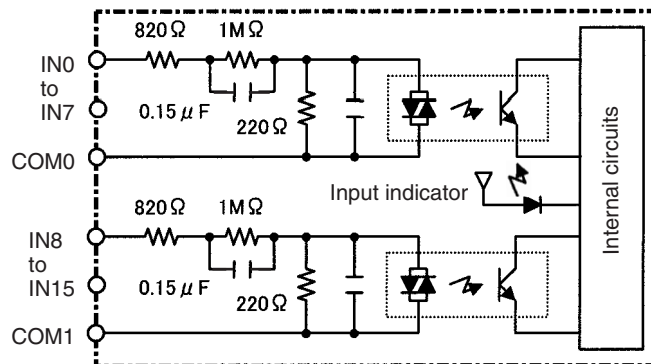 820Ω 1MΩ
IN0
to
IN7
0.15μF
220Ω
COM0
Input indicator
Internal circuits
820Ω 1MΩ
IN8
to
IN15
0.15μF
220Ω
COM1